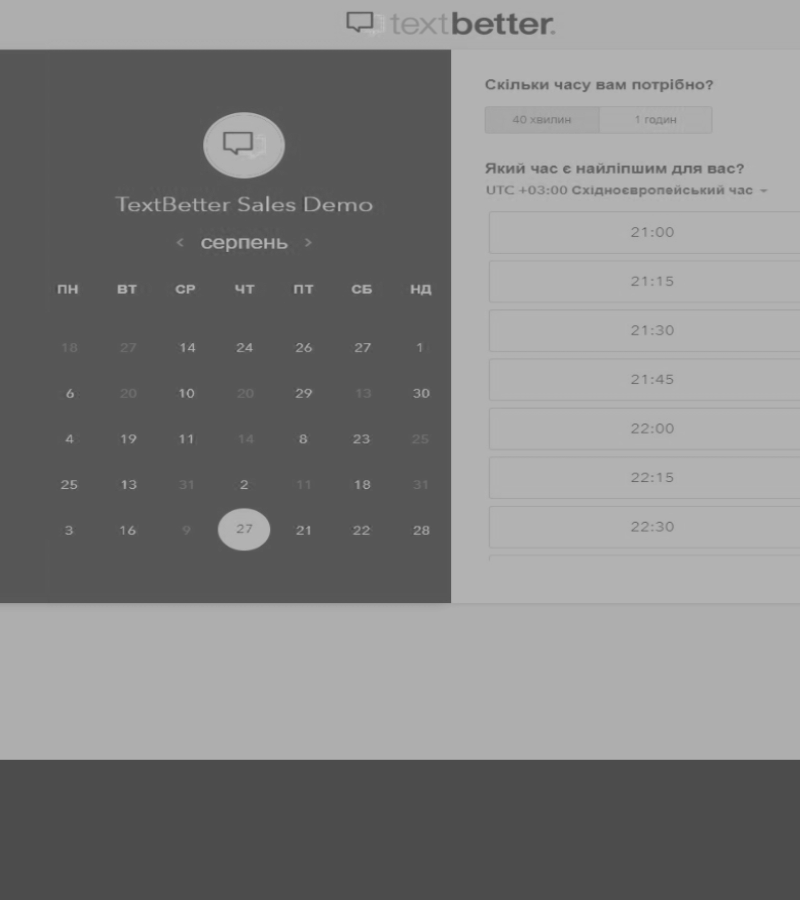 textbetter.
TextBetter Sales Demo
< серпень >
ПН ВТ СР ЧТ ПТ СБ НД
18 27 14 24 26 27 1
6 20 10 20 29 13 30
4 19 11 14 8 23 25
25 13 31 2 11 18 31
3 16 9 27 21 22 28
Скільки часу вам потрібно?
40 хвилин 1 годин
Який час є найліпшим для вас?
UTC +03:00 Східноєвропейський час
21:00
21:15
21:30
21:45
22:00
22:15
22:30